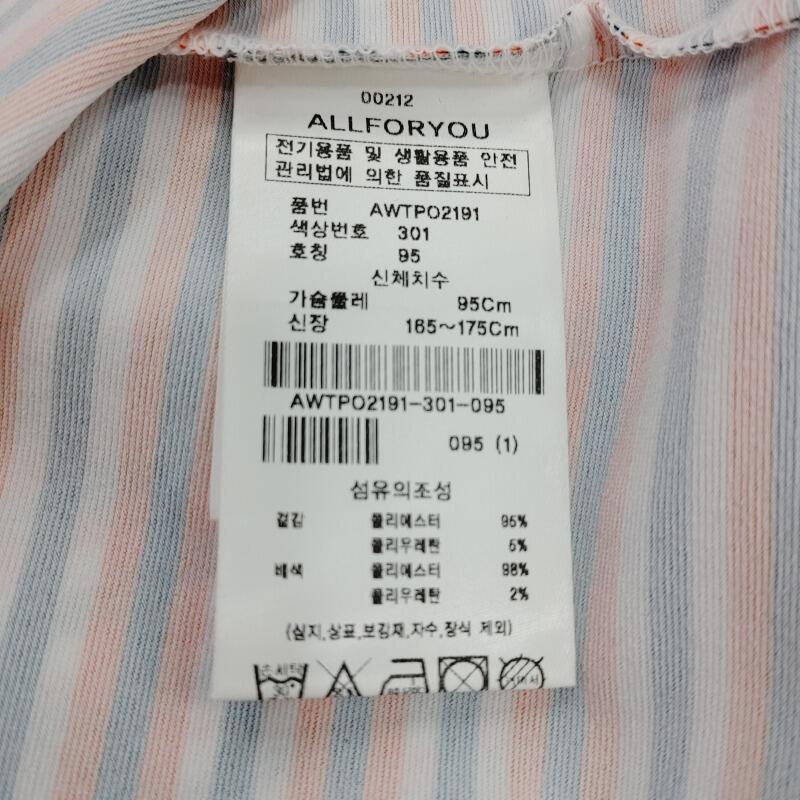 00212
ALLFORYOU
전기용품 및 생활용품 안전
관리법에 의한 품질표시
품번 AWTPO2191
색상번호 301
호칭 95
신체치수
가슴둘레 95Cm
신장 165~175Cm
AWTPO2191-301-095
095 (1)
섬유의조성
겉감 폴리에스터 95%
폴리우레탄 5%
배색 폴리에스터 98%
폴리우레탄 2%
(심지,상표,보강재,자수,장식 제외)
손세탁
30°